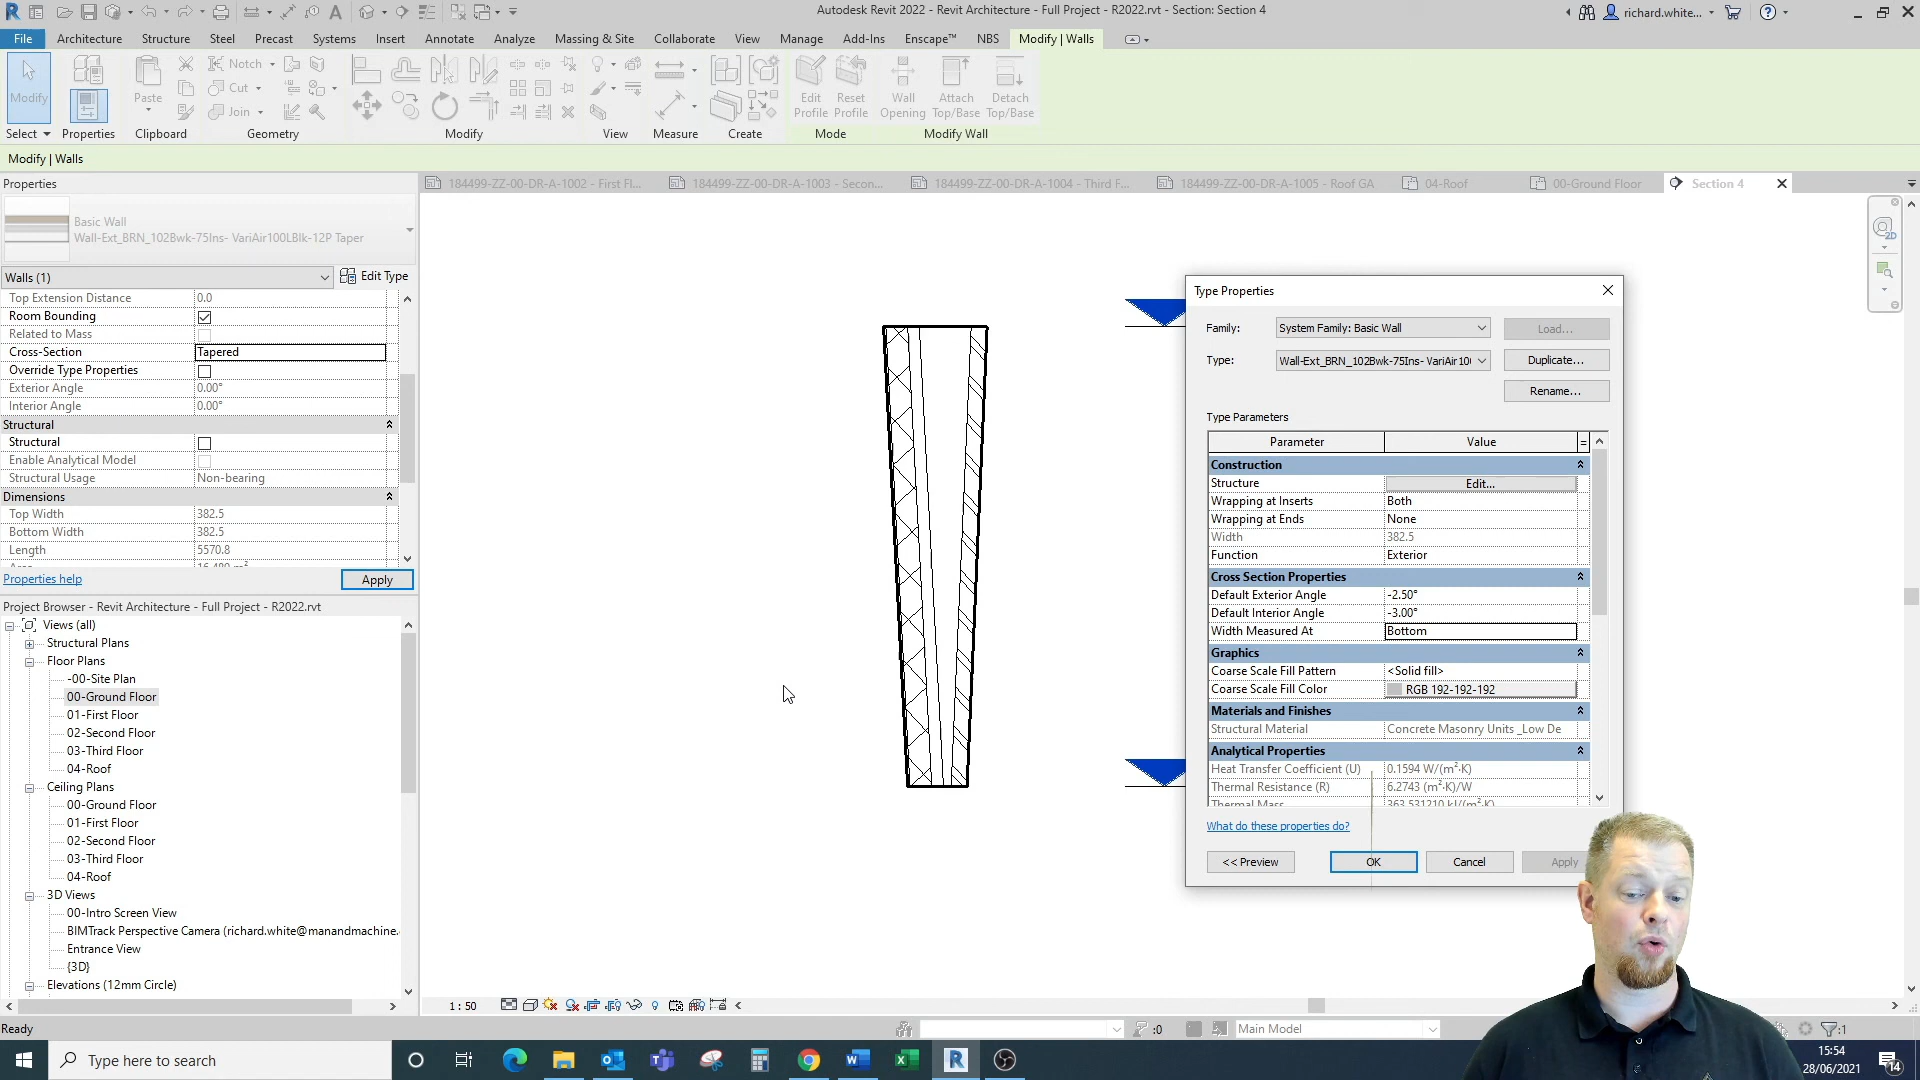 Autodesk Revit 2022 - Revit Architecture - Full Project - R2022.rvt - Section: Section 4
richard.white...
File Architecture Structure Steel Precast Systems Insert Annotate Analyze Massing & Site Collaborate View Manage Add-Ins Enscape™ NBS Modify | Walls
Modify
Paste
Notch
Cut
Join
Edit Profile
Reset Profile
Wall Opening
Attach Top/Base
Detach Top/Base
Select Properties Clipboard Geometry Modify View Measure Create Mode Modify Wall
Modify | Walls
Properties
184499-ZZ-00-DR-A-1002 - First Fl...
184499-ZZ-00-DR-A-1003 - Secon...
184499-ZZ-00-DR-A-1004 - Third F...
184499-ZZ-00-DR-A-1005 - Roof GA
04-Roof
00-Ground Floor
Section 4
Basic Wall
Wall-Ext_BRN_102Bwk-75Ins- VariAir100LBlk-12P Taper
Walls (1)
Edit Type
Top Extension Distance 0.0
Room Bounding
Related to Mass
Cross-Section Tapered
Override Type Properties
Exterior Angle 0.00°
Interior Angle 0.00°
Structural
Structural
Enable Analytical Model
Structural Usage Non-bearing
Dimensions
Top Width 382.5
Bottom Width 382.5
Length 5570.8
Properties help
Apply
Project Browser - Revit Architecture - Full Project - R2022.rvt
Views (all)
Structural Plans
Floor Plans
-00-Site Plan
00-Ground Floor
01-First Floor
02-Second Floor
03-Third Floor
04-Roof
Ceiling Plans
00-Ground Floor
01-First Floor
02-Second Floor
03-Third Floor
04-Roof
3D Views
00-Intro Screen View
BIMTrack Perspective Camera (richard.white@manandmachine.
Entrance View
{3D}
Elevations (12mm Circle)
2D
Type Properties
Family: System Family: Basic Wall Load...
Type: Wall-Ext_BRN_102Bwk-75Ins- VariAir10 Duplicate...
Rename...
Type Parameters
Parameter Value =
Construction
Structure Edit...
Wrapping at Inserts Both
Wrapping at Ends None
Width 382.5
Function Exterior
Cross Section Properties
Default Exterior Angle -2.50°
Default Interior Angle -3.00°
Width Measured At Bottom
Graphics
Coarse Scale Fill Pattern <Solid fill>
Coarse Scale Fill Color RGB 192-192-192
Materials and Finishes
Structural Material Concrete Masonry Units _Low De
Analytical Properties
Heat Transfer Coefficient (U) 0.1594 W/(m²·K)
Thermal Resistance (R) 6.2743 (m²·K)/W
Thermal Mass 363.531210 kJ/(m²·K)
What do these properties do?
<< Preview OK Cancel Apply
1 : 50
Ready
:0
Main Model
:1
Type here to search
15:54
28/06/2021
14